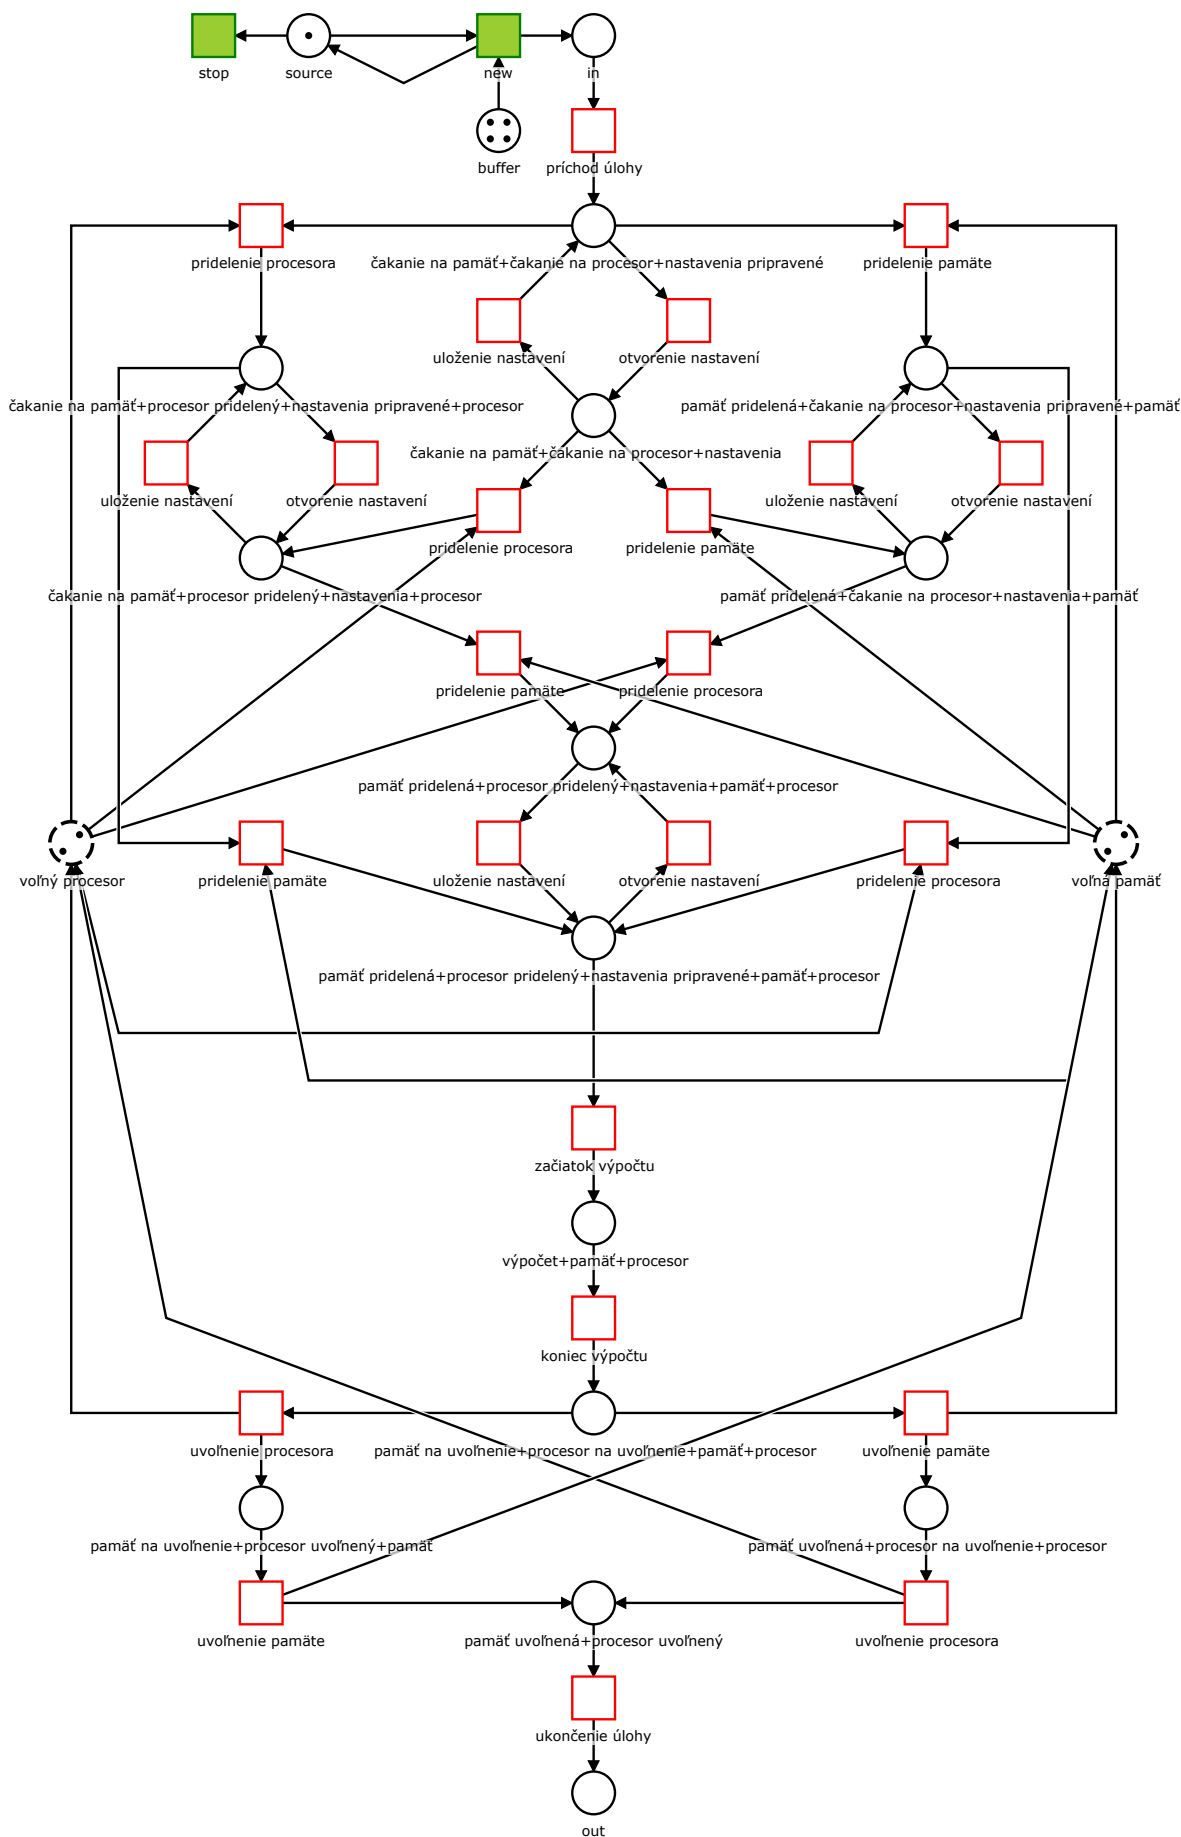 stop
source
new
in
buffer
príchod úlohy
pridelenie procesora
čakanie na pamäť+čakanie na procesor+nastavenia pripravené
pridelenie pamäte
uloženie nastavení
otvorenie nastavení
čakanie na pamäť+procesor pridelený+nastavenia pripravené+procesor
pamäť pridelená+čakanie na procesor+nastavenia pripravené+pamäť
čakanie na pamäť+čakanie na procesor+nastavenia
uloženie nastavení
otvorenie nastavení
uloženie nastavení
otvorenie nastavení
pridelenie procesora
pridelenie pamäte
čakanie na pamäť+procesor pridelený+nastavenia+procesor
pamäť pridelená+čakanie na procesor+nastavenia+pamäť
pridelenie pamäte
pridelenie procesora
pamäť pridelená+procesor pridelený+nastavenia+pamäť+procesor
voľný procesor
pridelenie pamäte
uloženie nastavení
otvorenie nastavení
pridelenie procesora
voľná pamäť
pamäť pridelená+procesor pridelený+nastavenia pripravené+pamäť+procesor
začiatok výpočtu
výpočet+pamäť+procesor
koniec výpočtu
uvoľnenie procesora
pamäť na uvoľnenie+procesor na uvoľnenie+pamäť+procesor
uvoľnenie pamäte
pamäť na uvoľnenie+procesor uvoľnený+pamäť
pamäť uvoľnená+procesor na uvoľnenie+procesor
uvoľnenie pamäte
pamäť uvoľnená+procesor uvoľnený
uvoľnenie procesora
ukončenie úlohy
out